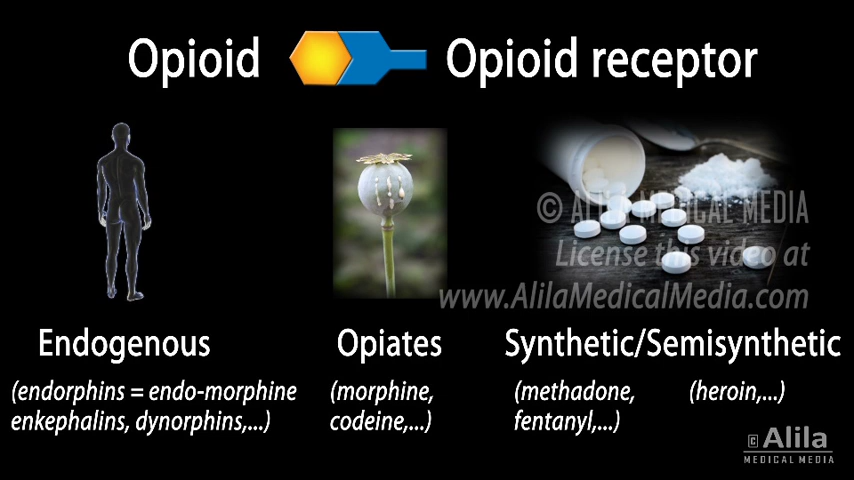 Opioid Opioid receptor
© ALILA MEDICAL MEDIA
License this video at
www.AlilaMedicalMedia.com
Endogenous Opiates Synthetic/Semisynthetic
(endorphins = endo-morphine (morphine, (methadone, (heroin,...)
enkephalins, dynorphins,...) codeine,...) fentanyl,...)
Alila
MEDICAL MEDIA